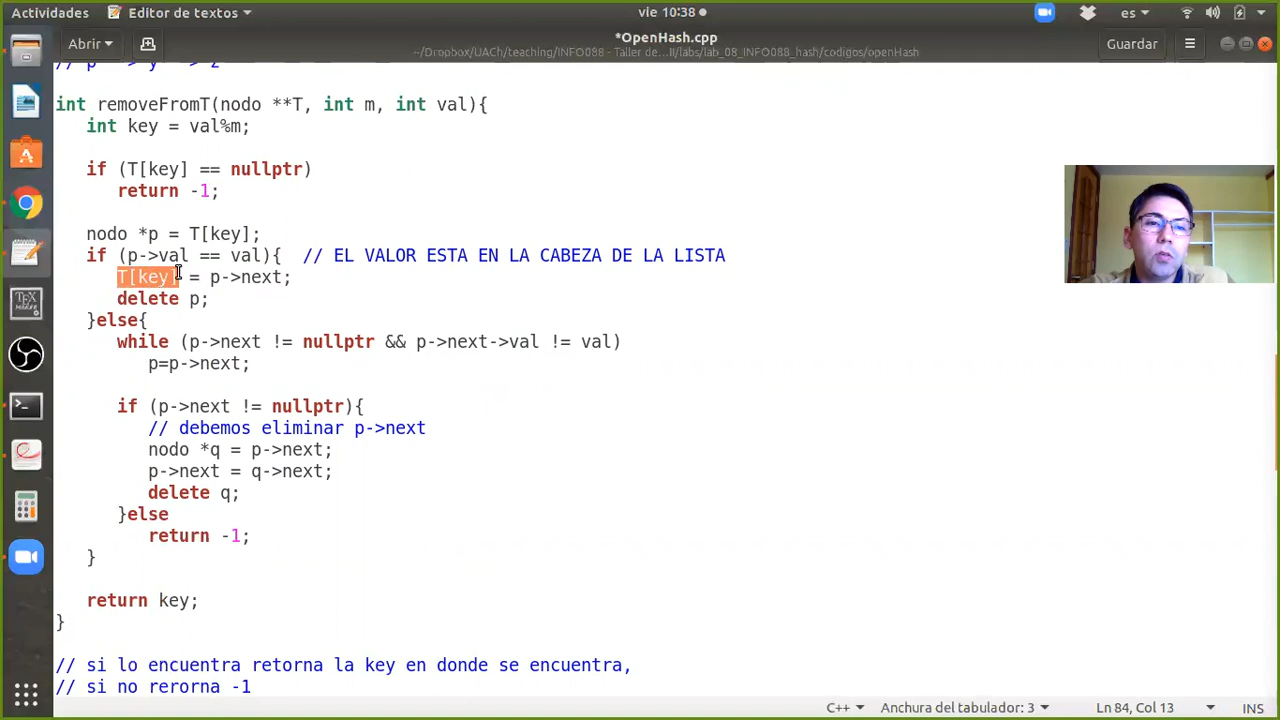 Actividades Editor de textos vie 10:38 es
Abrir *OpenHash.cpp Guardar
~/Dropbox/UACh/teaching/INFO088 - Taller de...II/labs/lab_08_INFO088_hash/codigos/openHash
int removeFromT(nodo **T, int m, int val){
int key = val%m;
if (T[key] == nullptr)
return -1;
nodo *p = T[key];
if (p->val == val){ // EL VALOR ESTA EN LA CABEZA DE LA LISTA
T[key] = p->next;
delete p;
}else{
while (p->next != nullptr && p->next->val != val)
p=p->next;
if (p->next != nullptr){
// debemos eliminar p->next
nodo *q = p->next;
p->next = q->next;
delete q;
}else
return -1;
}
return key;
}
// si lo encuentra retorna la key en donde se encuentra,
// si no rerorna -1
C++ Anchura del tabulador: 3 Ln 84, Col 13 INS